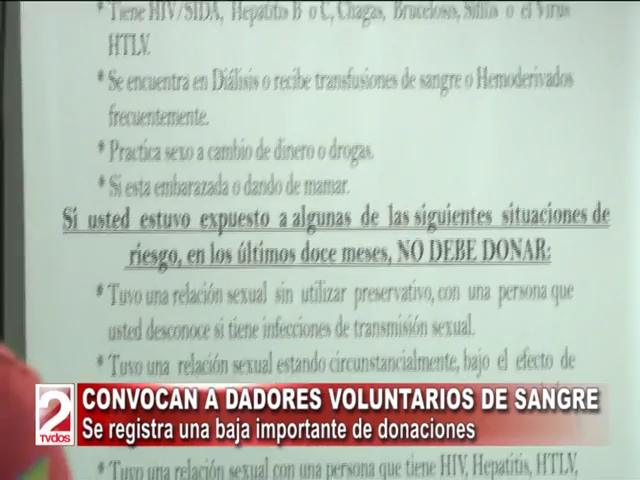 * Tiene HIV/SIDA, Hepatitis B o C, Chagas, Brucelosis, Sífilis o el Virus
HTLV.
* Se encuentra en Diálisis o recibe transfusiones de sangre o Hemoderivados
frecuentemente.
* Practica sexo a cambio de dinero o drogas.
* Si esta embarazada o dando de mamar.
Si usted estuvo expuesto a algunas de las siguientes situaciones de
riesgo, en los últimos doce meses, NO DEBE DONAR:
* Tuvo una relación sexual sin utilizar preservativo, con una persona que
usted desconoce si tiene infecciones de transmisión sexual.
* Tuvo una relación sexual estando circunstancialmente, bajo el efecto de
2
TVDOS
CONVOCAN A DADORES VOLUNTARIOS DE SANGRE
Se registra una baja importante de donaciones
* Tuvo una relación sexual con una persona que tiene HIV, Hepatitis, HTLV,